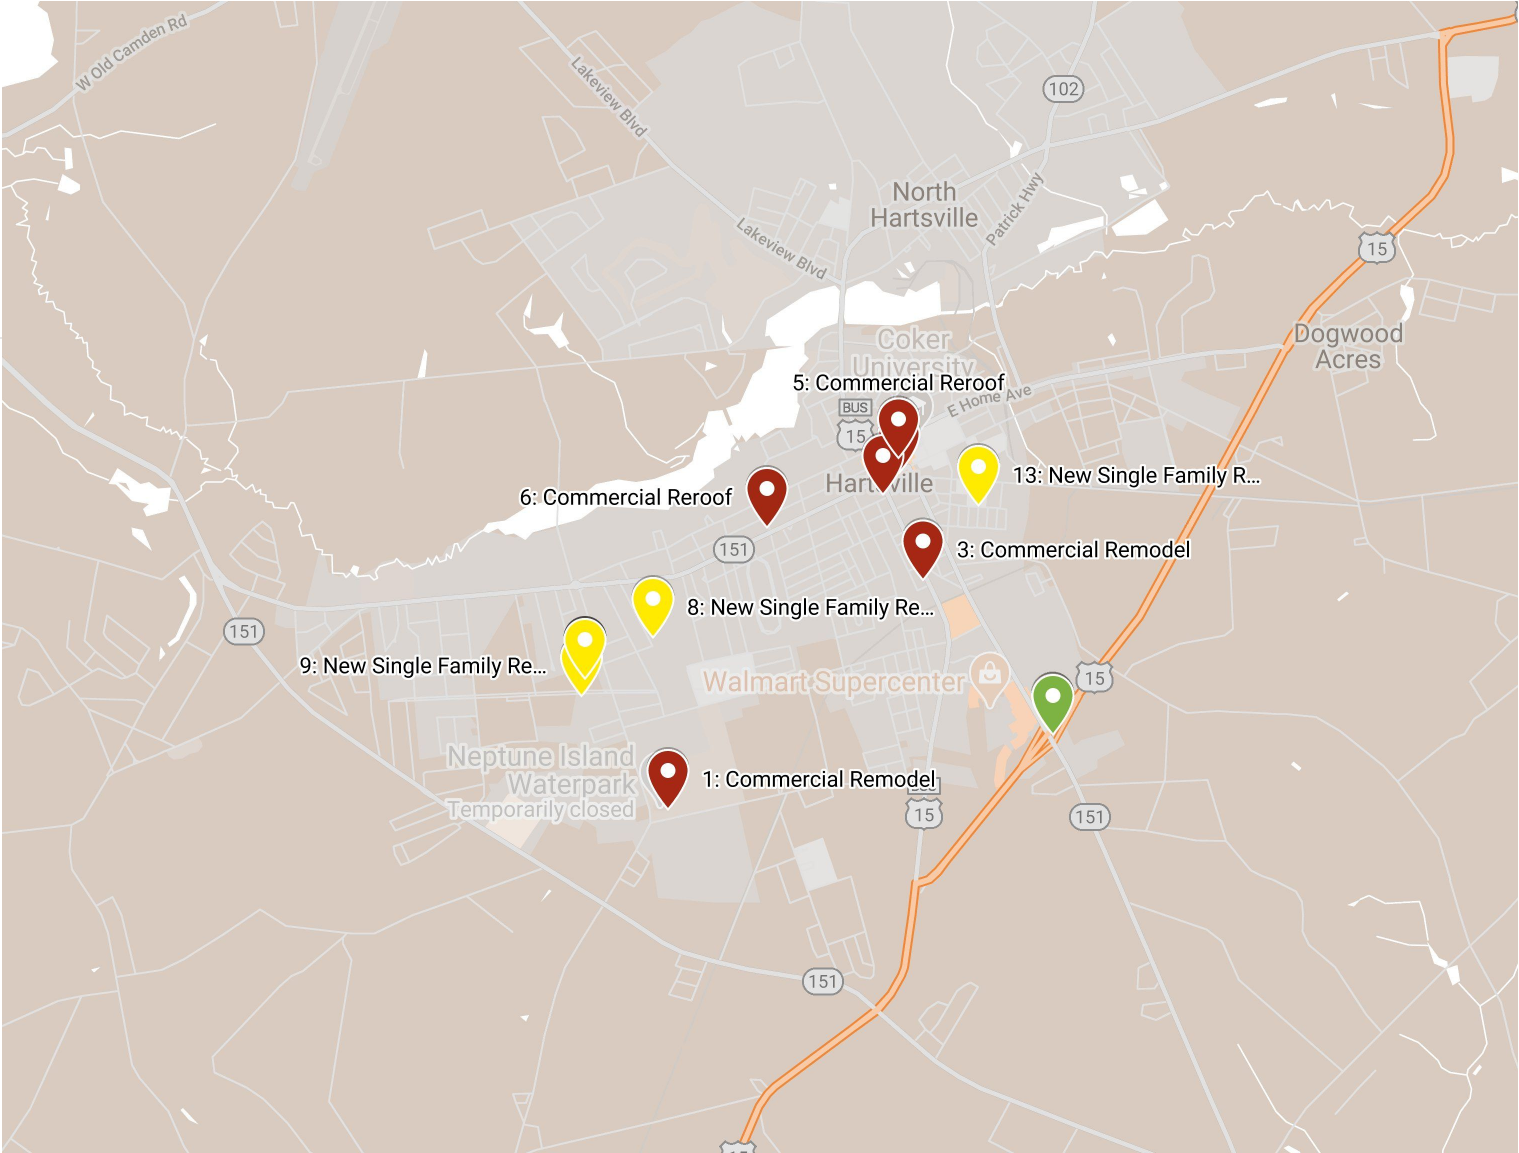 W Old Camden Rd
Lakeview Blvd
102
North
Hartsville
Patrick Hwy
Lakeview Blvd
15
Dogwood
Acres
Coker
University
5: Commercial Reroof
E Home Ave
BUS
15
Hartsville
13: New Single Family R...
6: Commercial Reroof
151
3: Commercial Remodel
8: New Single Family Re...
151
9: New Single Family Re...
Walmart Supercenter
15
Neptune Island
Waterpark
Temporarily closed
1: Commercial Remodel
BUS
15
151
151
15